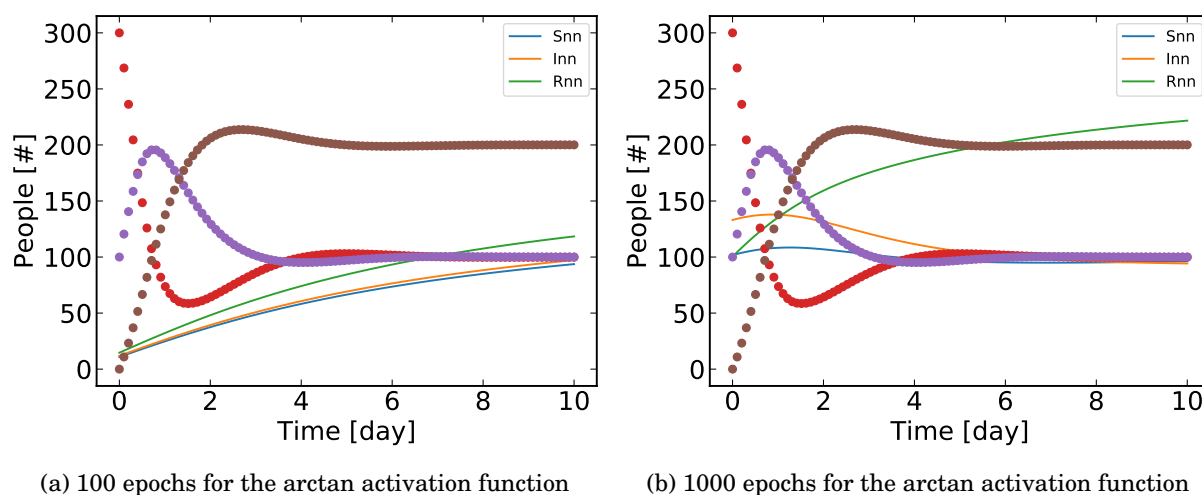 300
250
200
150
100
50
0
People [#]
0 2 4 6 8 10
Time [day]
Snn
Inn
Rnn
(a) 100 epochs for the arctan activation function
300
250
200
150
100
50
0
People [#]
0 2 4 6 8 10
Time [day]
Snn
Inn
Rnn
(b) 1000 epochs for the arctan activation function